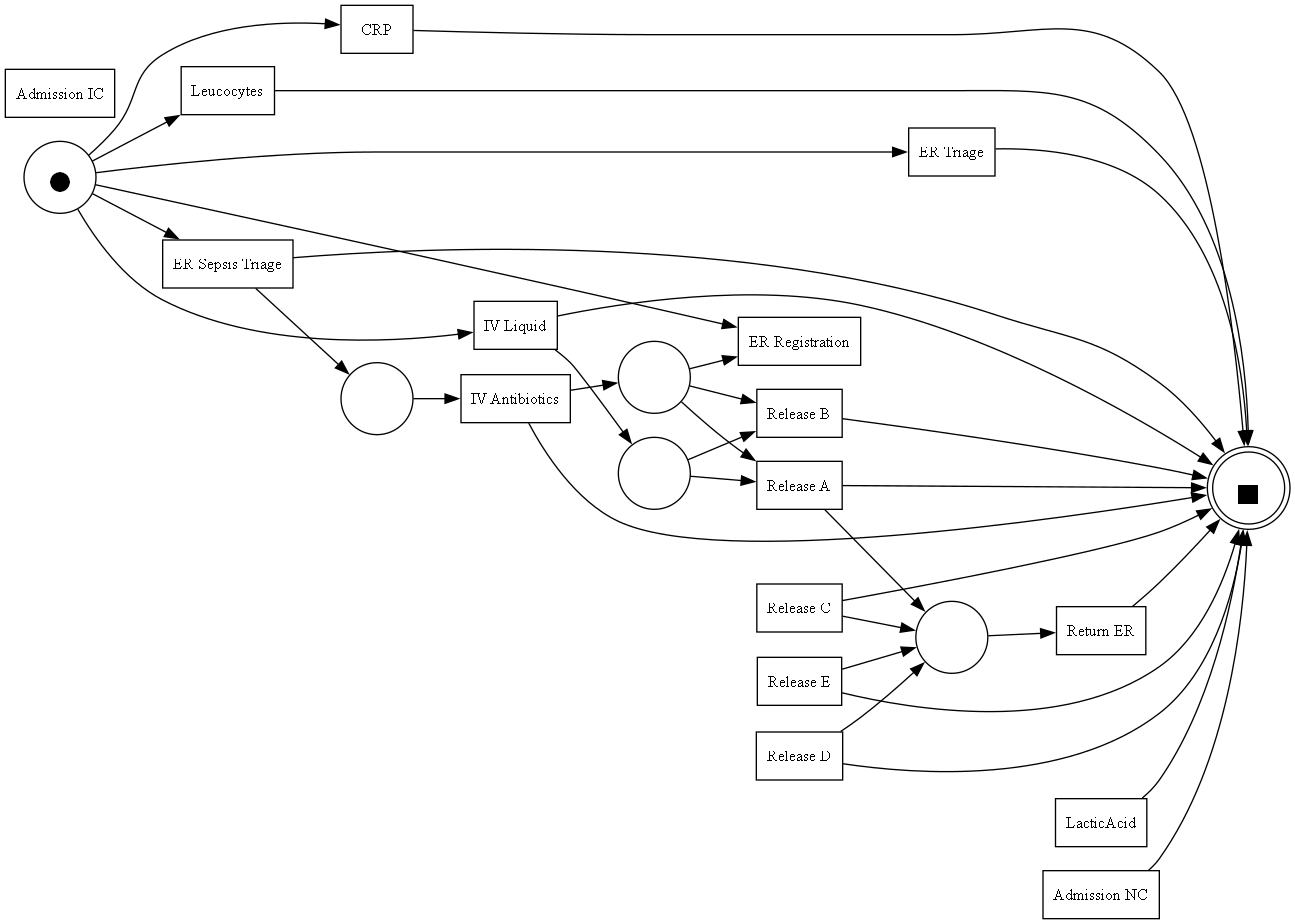 CRP
Admission IC
Leucocytes
ER Triage
ER Sepsis Triage
IV Liquid
ER Registration
IV Antibiotics
Release B
Release A
Release C
Return ER
Release E
Release D
LacticAcid
Admission NC